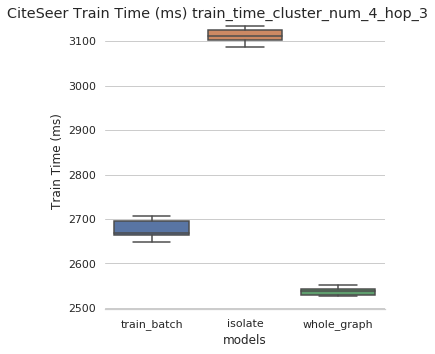 CiteSeer Train Time (ms) train_time_cluster_num_4_hop_3
3100
3000
2900
2800
2700
2600
2500
Train Time (ms)
train_batch
isolate
whole_graph
models